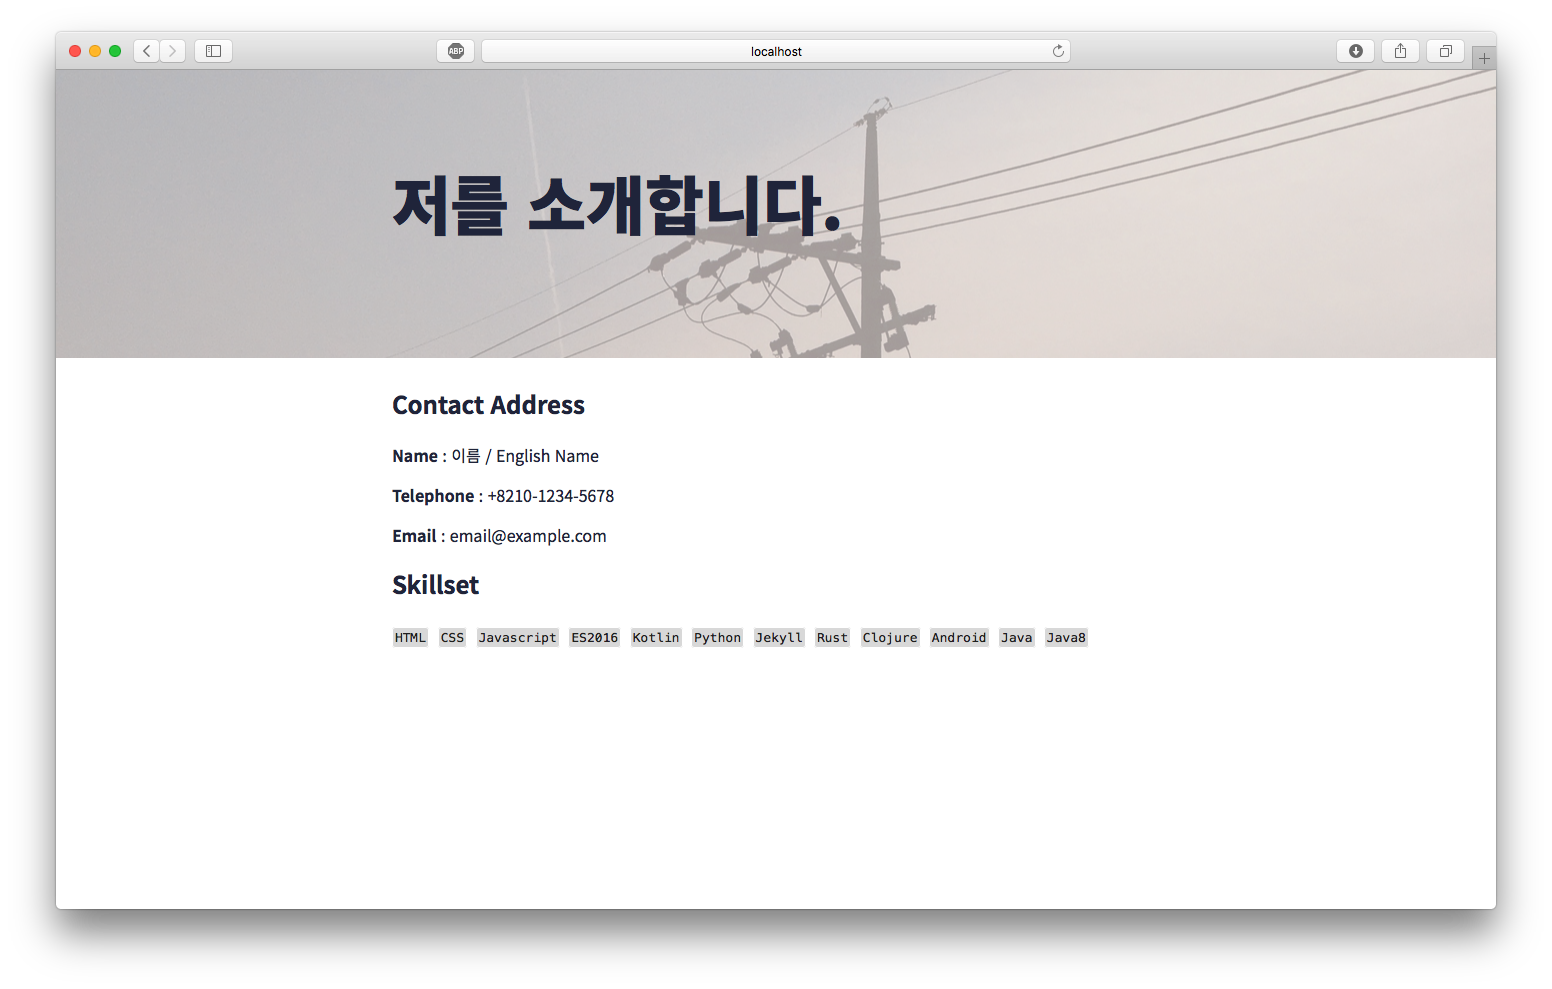 ABP
localhost
저를 소개합니다.
Contact Address
Name : 이름 / English Name
Telephone : +8210-1234-5678
Email : email@example.com
Skillset
HTML CSS Javascript ES2016 Kotlin Python Jekyll Rust Clojure Android Java Java8